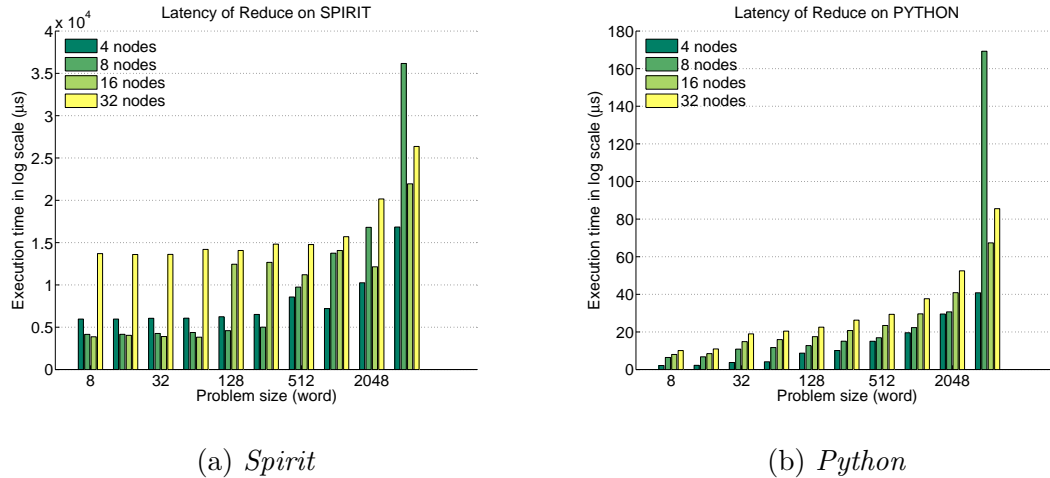 Latency of Reduce on SPIRIT
x 10⁴
4
3.5
3
2.5
2
1.5
1
0.5
0
Execution time in log scale (µs)
4 nodes
8 nodes
16 nodes
32 nodes
8 32 128 512 2048
Problem size (word)
(a) Spirit
Latency of Reduce on PYTHON
180
160
140
120
100
80
60
40
20
0
Execution time in log scale (µs)
4 nodes
8 nodes
16 nodes
32 nodes
8 32 128 512 2048
Problem size (word)
(b) Python